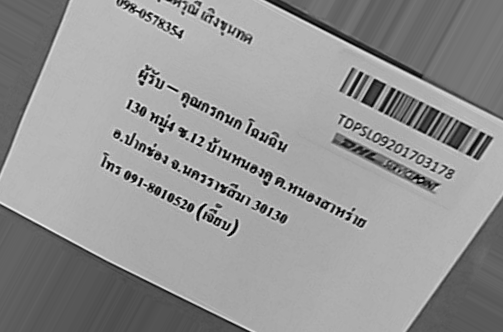 098-0578354
ผู้รับ – คุณกรกนก โฉมฉิน
130 หมู่4 ซ.12 บ้านหนองคู ต.หนองสาหร่าย
อ.ปากช่อง จ.นครราชสีมา 30130
โทร 091-8010520 (เจี๊ยบ)
TDPSL09201703178
DHL SERVICEPOINT